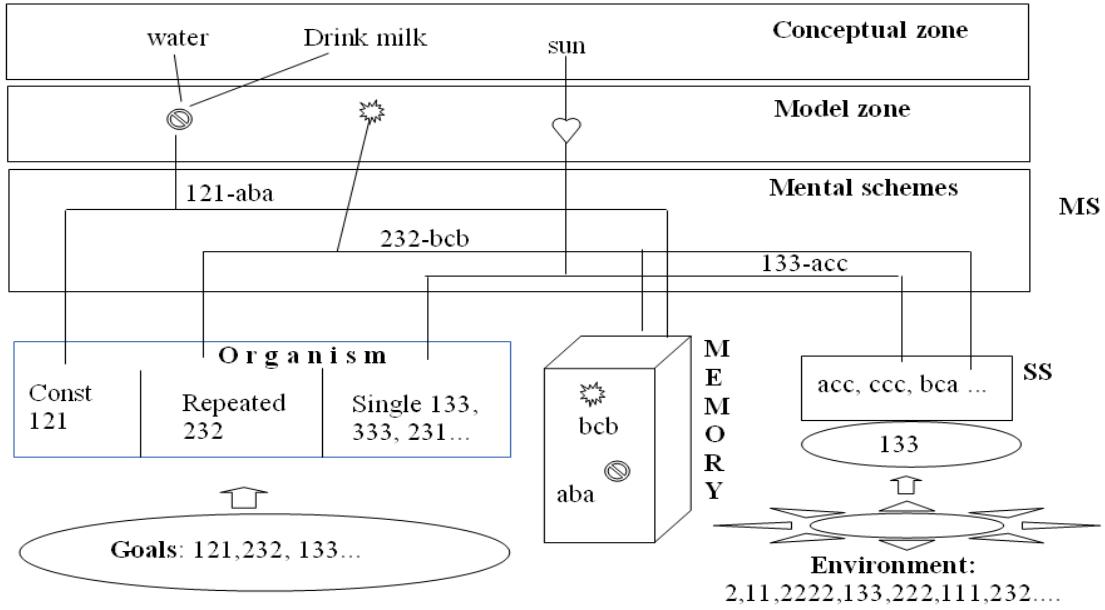 Conceptual zone
water
Drink milk
sun
Model zone
Mental schemes
MS
121-aba
232-bcb
133-acc
Organism
Const
121
Repeated
232
Single 133,
333, 231...
MEMORY
bcb
aba
acc, ccc, bca ...
SS
133
Goals: 121,232, 133...
Environment:
2,11,2222,133,222,111,232....